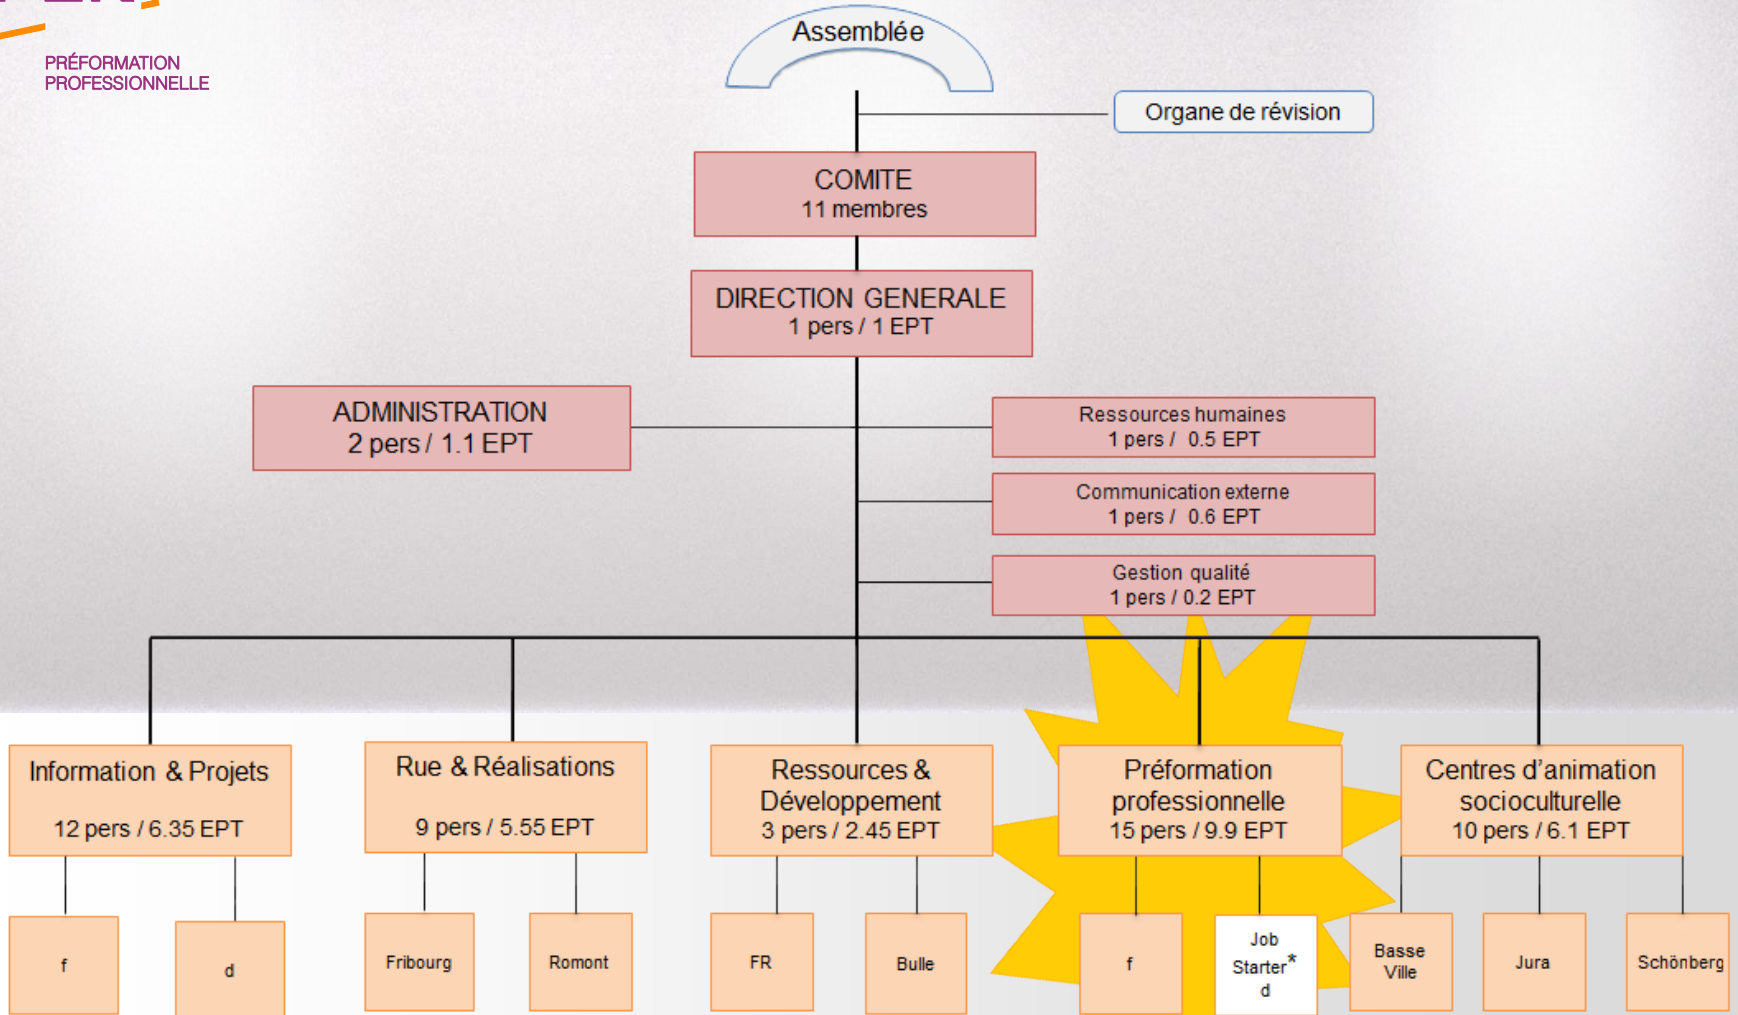 PRÉFORMATION
PROFESSIONNELLE
Assemblée
Organe de révision
COMITE
11 membres
DIRECTION GENERALE
1 pers / 1 EPT
ADMINISTRATION
2 pers / 1.1 EPT
Ressources humaines
1 pers / 0.5 EPT
Communication externe
1 pers / 0.6 EPT
Gestion qualité
1 pers / 0.2 EPT
Information & Projets
12 pers / 6.35 EPT
Rue & Réalisations
9 pers / 5.55 EPT
Ressources &
Développement
3 pers / 2.45 EPT
Préformation
professionnelle
15 pers / 9.9 EPT
Centres d'animation
socioculturelle
10 pers / 6.1 EPT
f
d
Fribourg
Romont
FR
Bulle
f
Job
Starter*
d
Basse
Ville
Jura
Schönberg